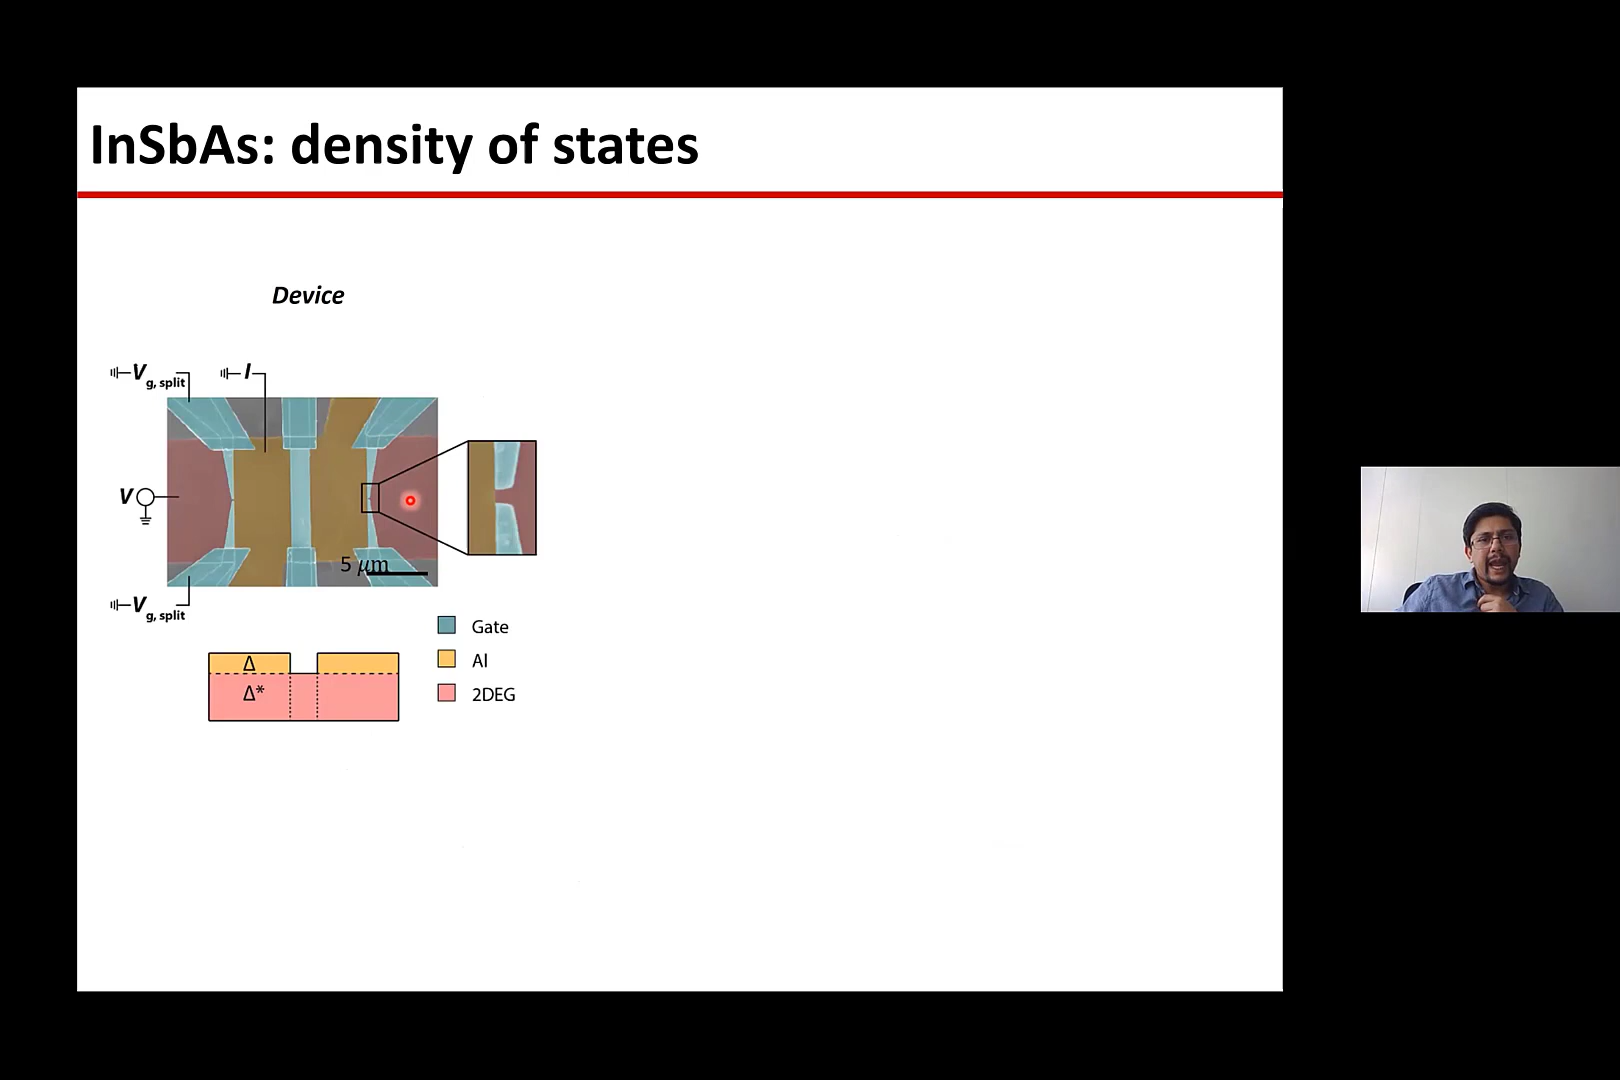 InSbAs: density of states
Device
V g, split
I
V
5 μm
V g, split
Gate
Al
2DEG
Δ
Δ*